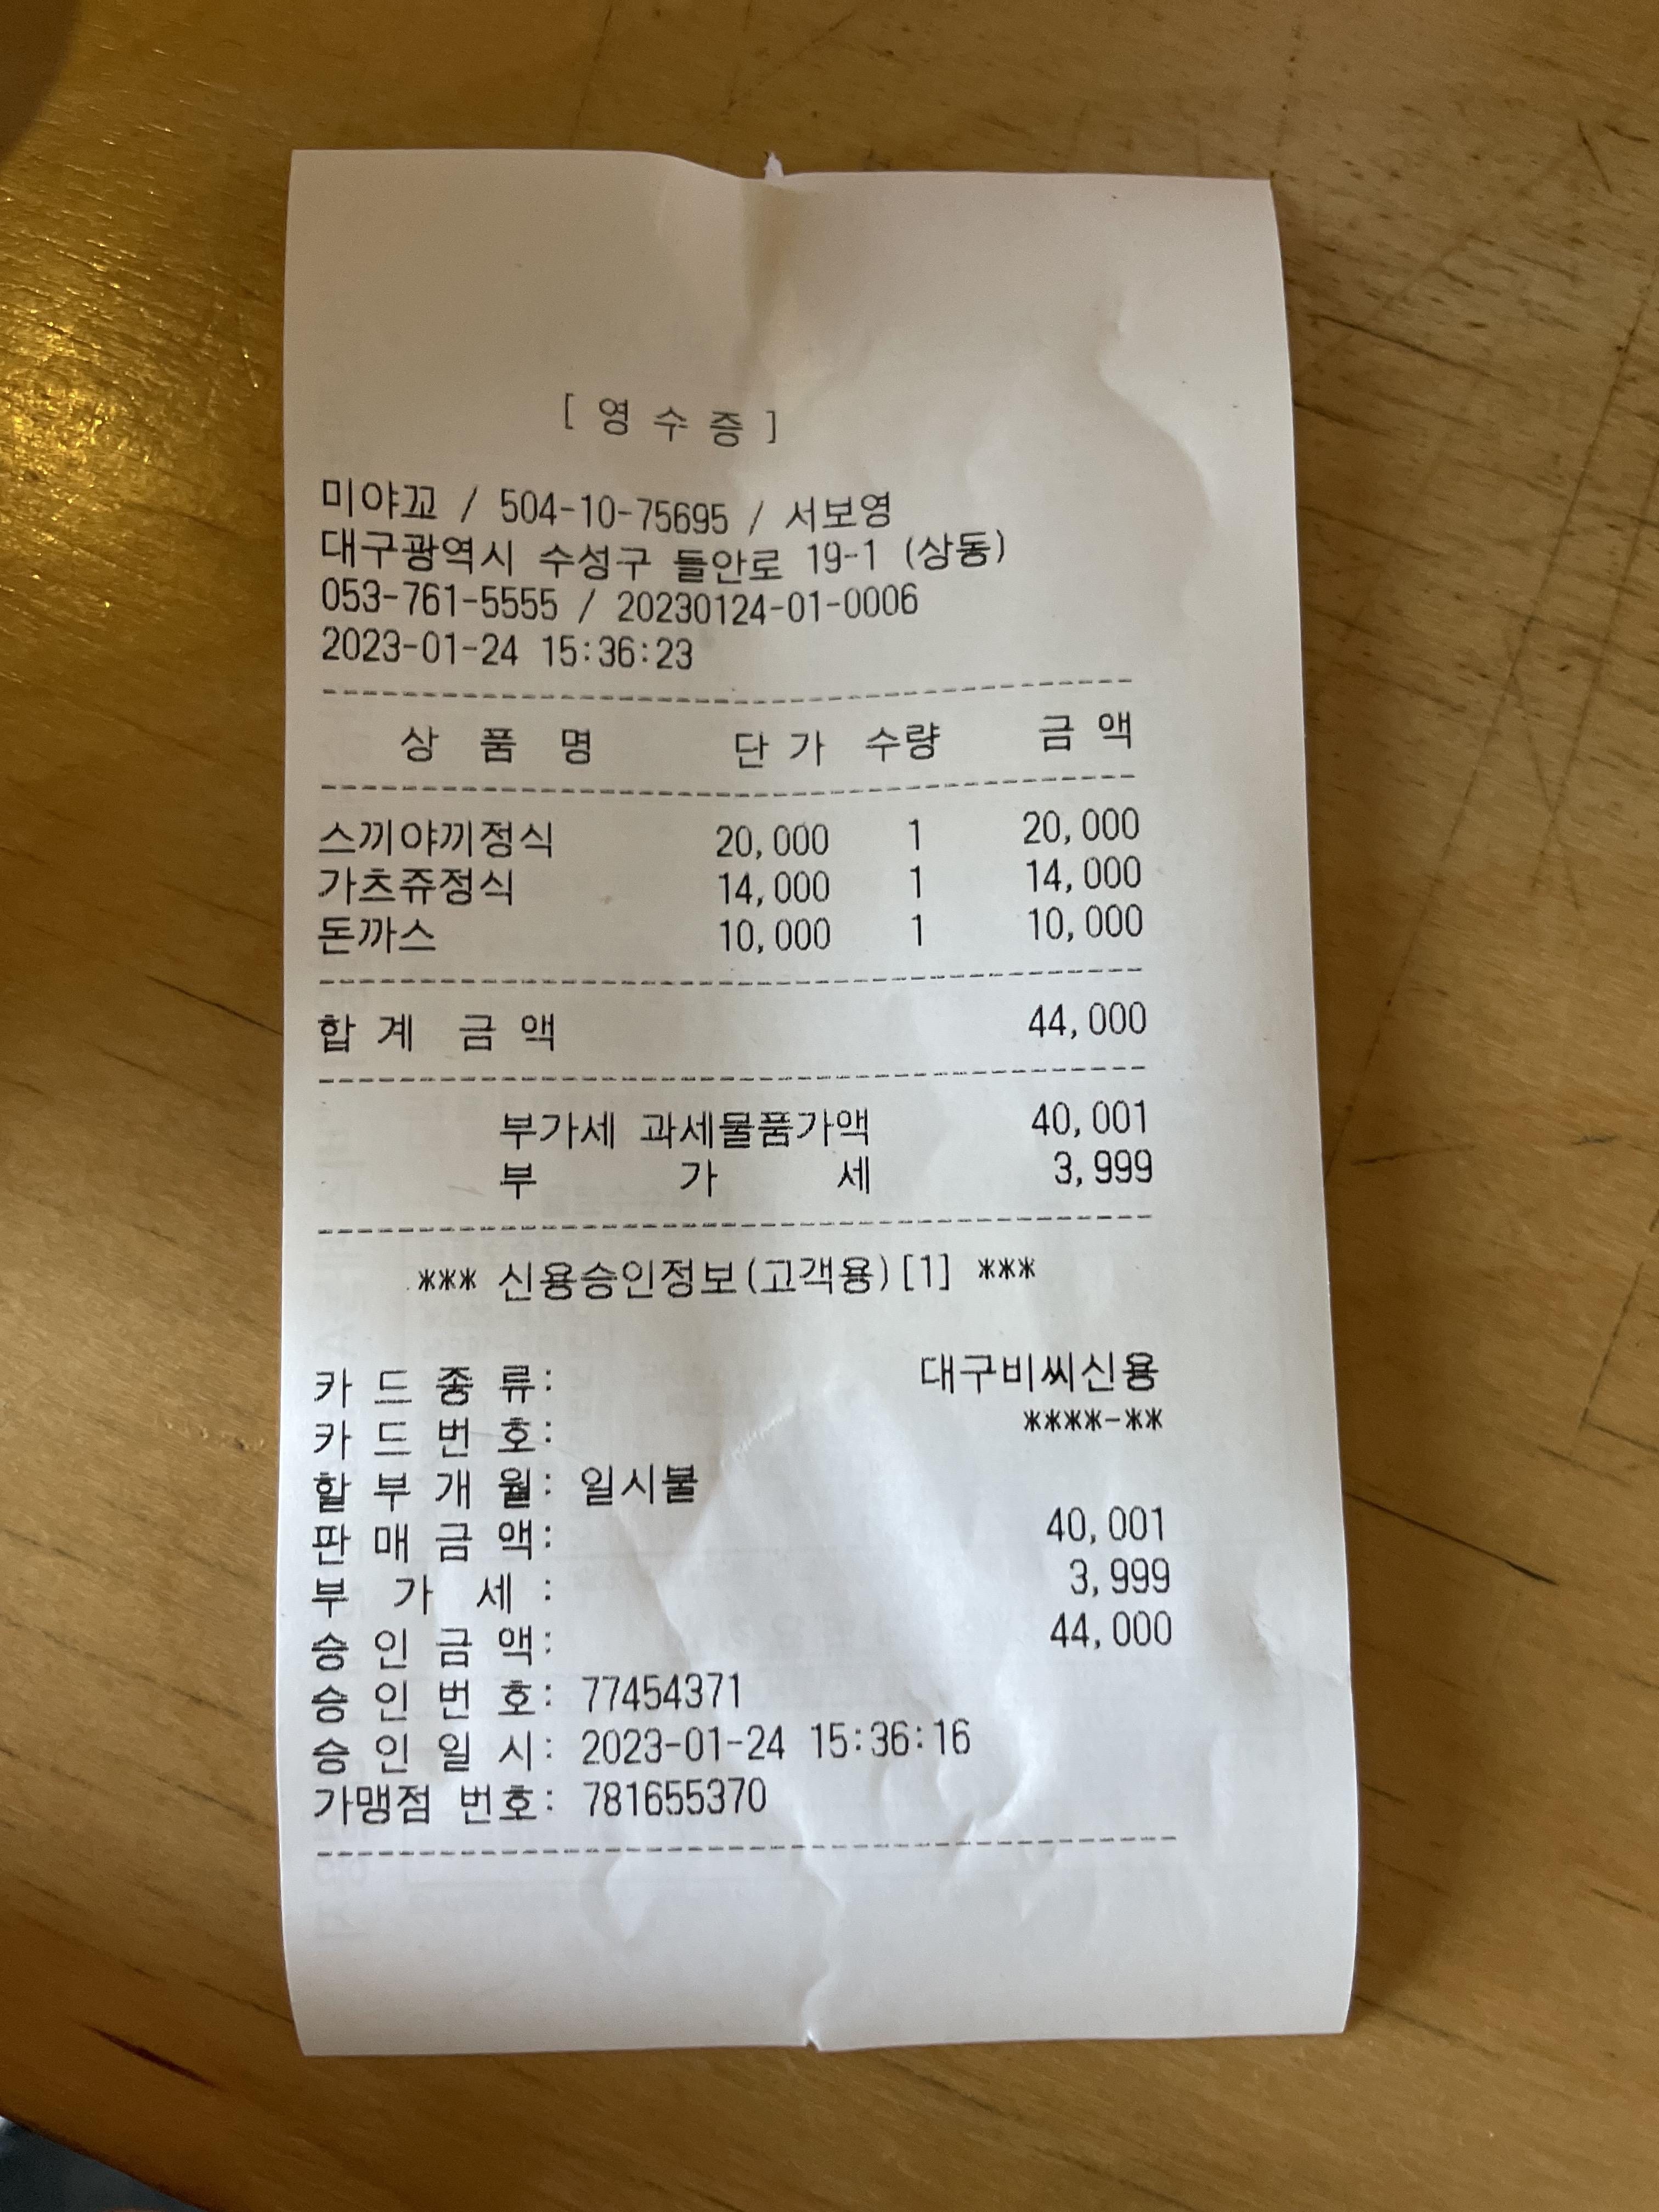 [ 영 수 증 ]
미야꼬 / 504-10-75695 / 서보영
대구광역시 수성구 들안로 19-1 (상동)
053-761-5555 / 20230124-01-0006
2023-01-24 15:36:23
상 품 명 단 가 수량 금 액
스끼야끼정식 20,000 1 20,000
가츠쥬정식 14,000 1 14,000
돈까스 10,000 1 10,000
합 계 금 액 44,000
부가세 과세물품가액 40,001
부 가 세 3,999
*** 신용승인정보(고객용)[1] ***
카 드 종 류: 대구비씨신용
카 드 번 호: ****-**
할 부 개 월: 일시불
판 매 금 액: 40,001
부 가 세 : 3,999
승 인 금 액: 44,000
승 인 번 호: 77454371
승 인 일 시: 2023-01-24 15:36:16
가맹점 번호: 781655370